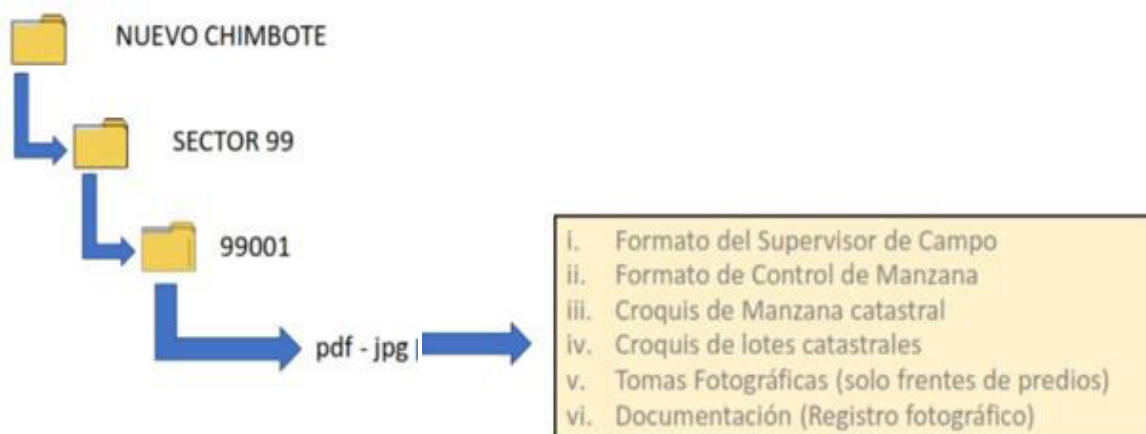 NUEVO CHIMBOTE
SECTOR 99
99001
pdf - jpg
i. Formato del Supervisor de Campo
ii. Formato de Control de Manzana
iii. Croquis de Manzana catastral
iv. Croquis de lotes catastrales
v. Tomas Fotográficas (solo frentes de predios)
vi. Documentación (Registro fotográfico)